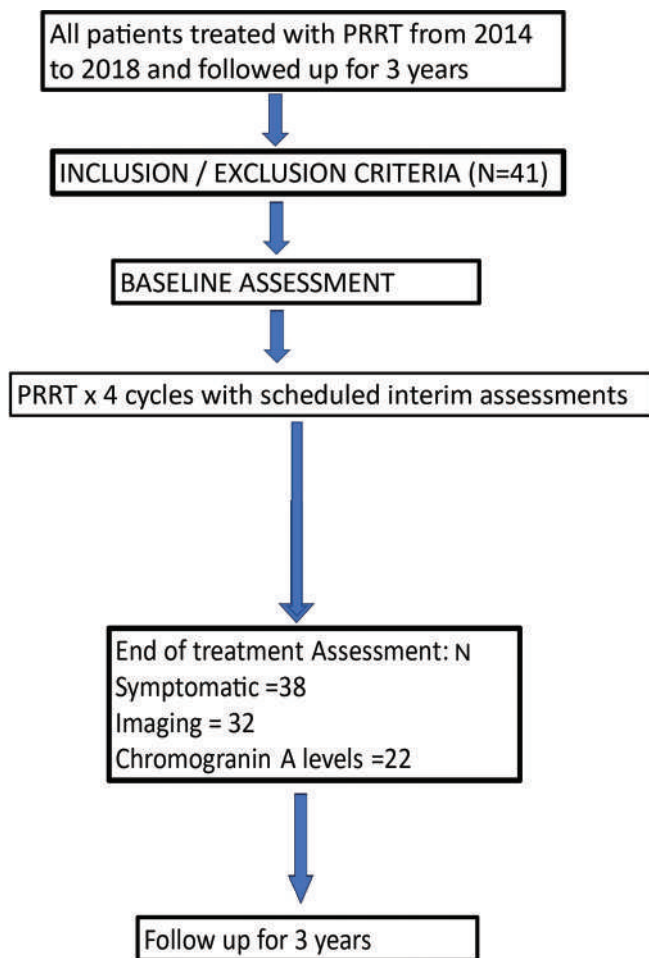 All patients treated with PRRT from 2014
to 2018 and followed up for 3 years
INCLUSION / EXCLUSION CRITERIA (N=41)
BASELINE ASSESSMENT
PRRT x 4 cycles with scheduled interim assessments
End of treatment Assessment: N
Symptomatic =38
Imaging = 32
Chromogranin A levels =22
Follow up for 3 years